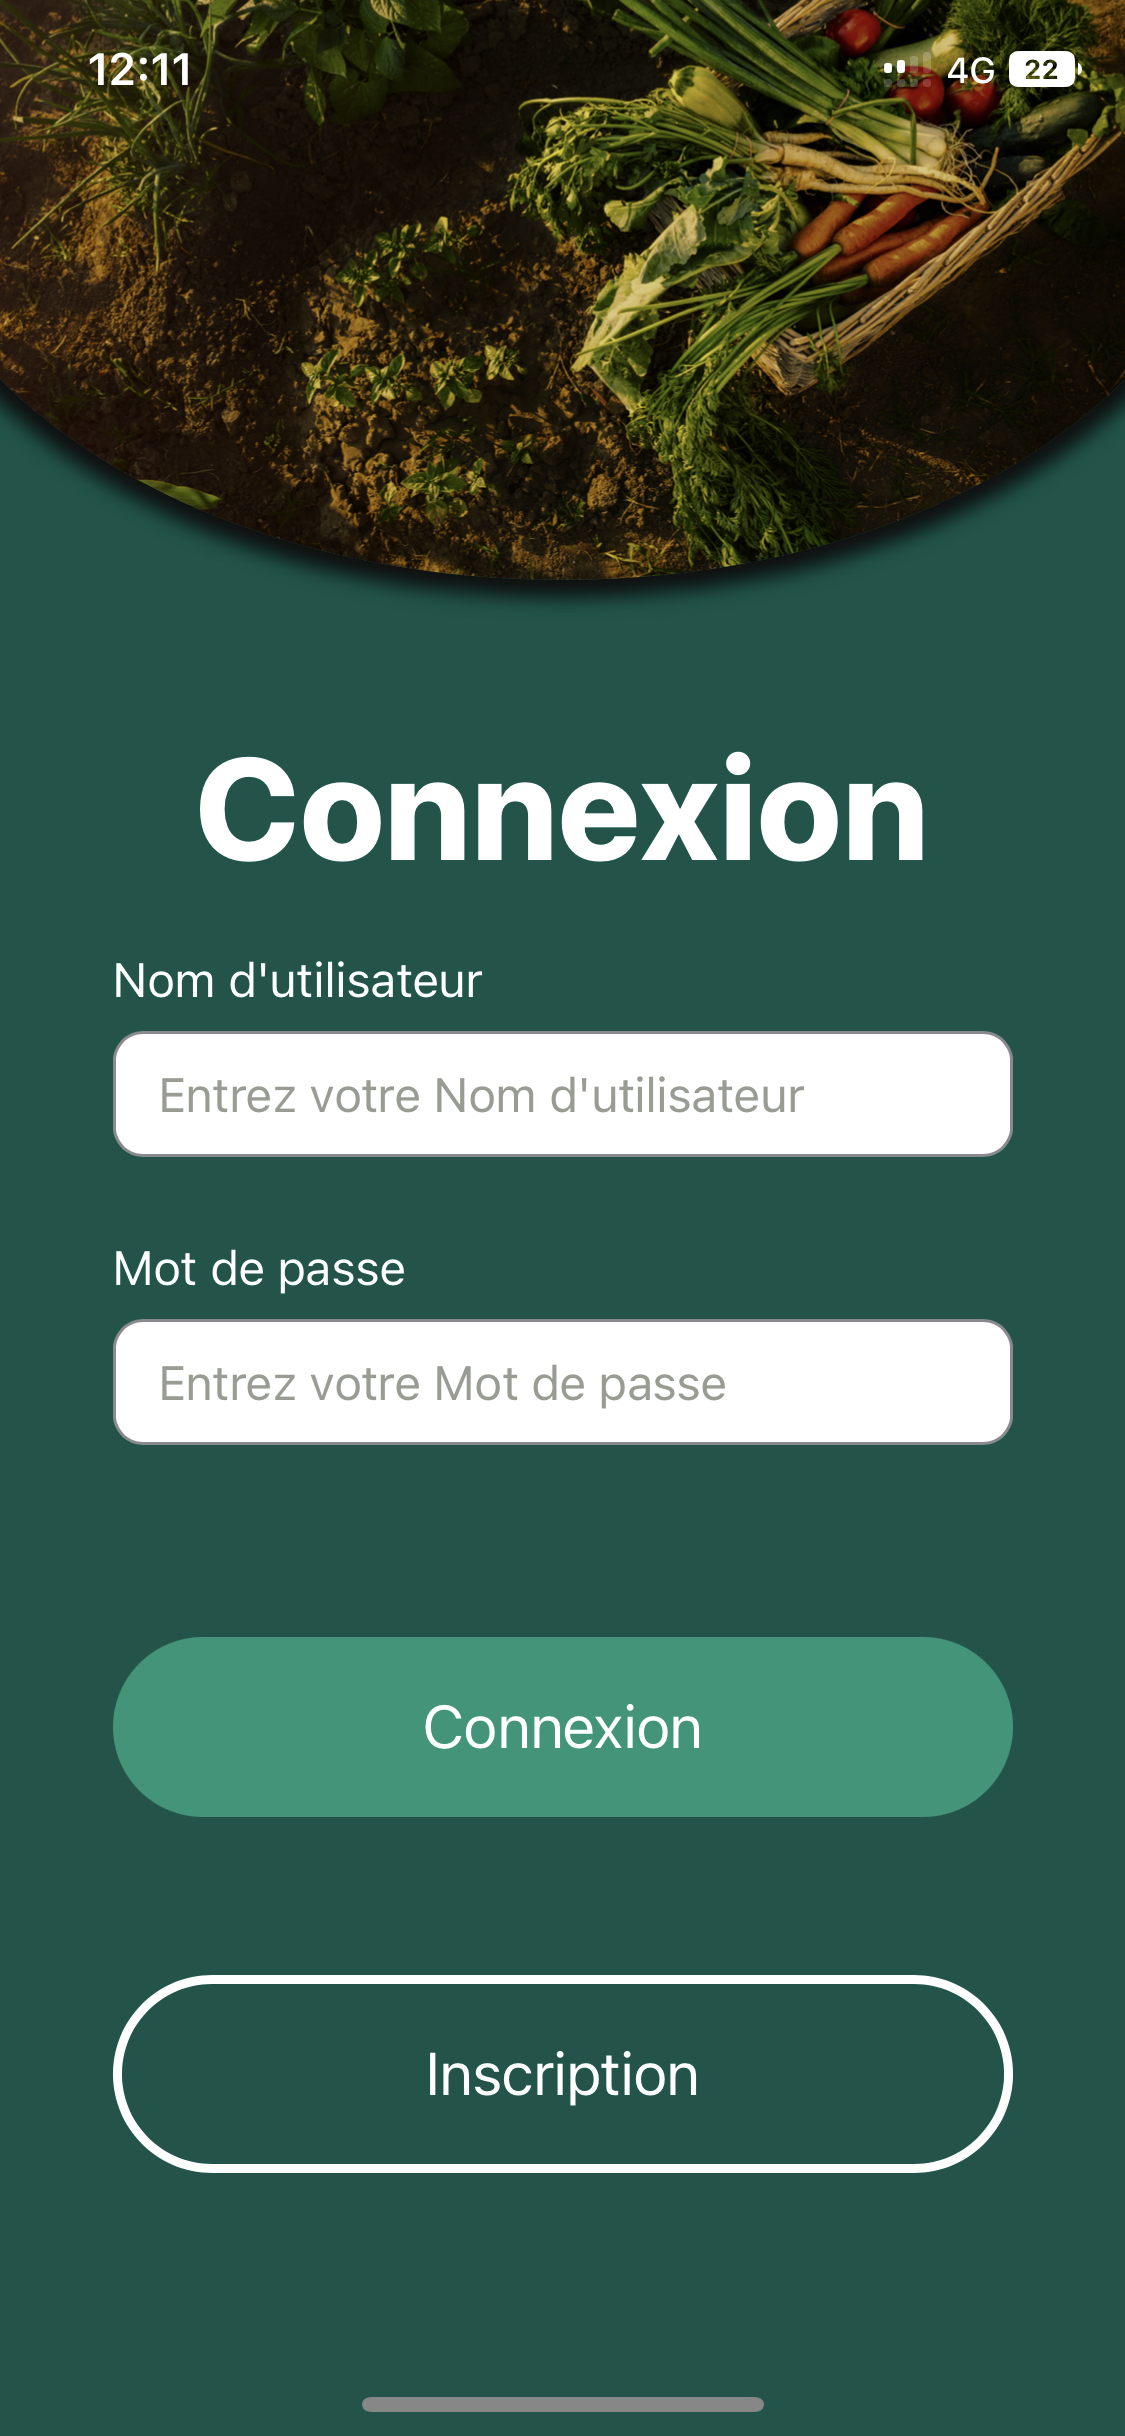 12:11
4G 22
Connexion
Nom d'utilisateur
Entrez votre Nom d'utilisateur
Mot de passe
Entrez votre Mot de passe
Connexion
Inscription